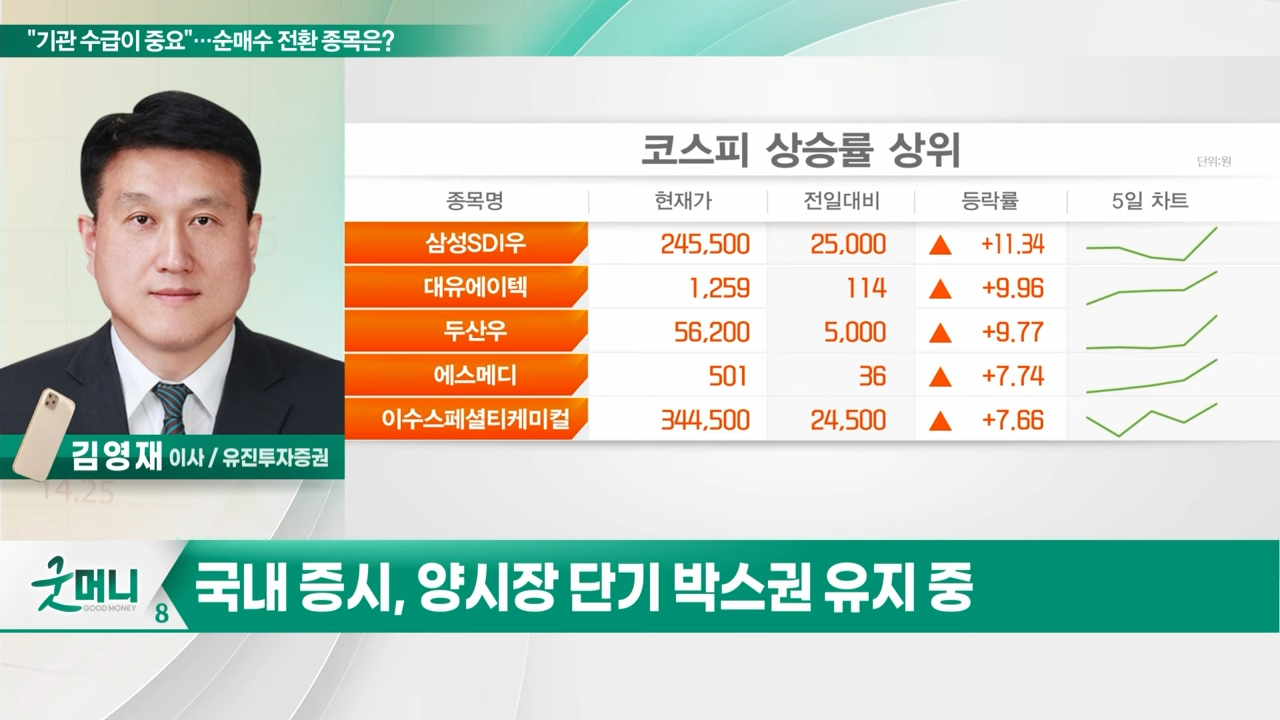 "기관 수급이 중요"…순매수 전환 종목은?
코스피 상승률 상위
단위:원
종목명 현재가 전일대비 등락률 5일 차트
삼성SDI우 245,500 25,000 ▲ +11.34
대유에이텍 1,259 114 ▲ +9.96
두산우 56,200 5,000 ▲ +9.77
에스메디 501 36 ▲ +7.74
이수스페셜티케미컬 344,500 24,500 ▲ +7.66
김영재 이사 / 유진투자증권
14.25
굿머니
GOOD MONEY
8
국내 증시, 양시장 단기 박스권 유지 중